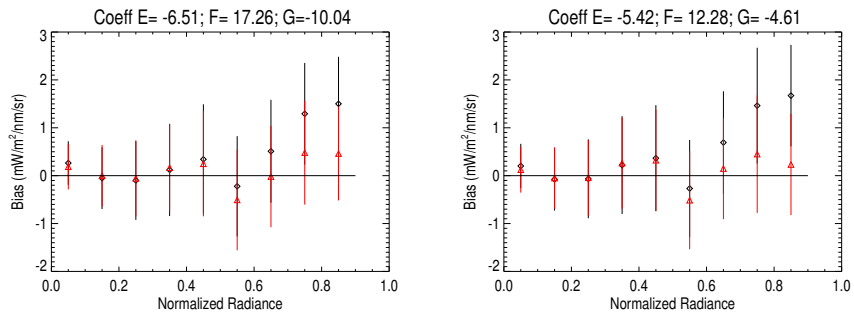 Coeff E= -6.51; F= 17.26; G=-10.04
3
2
1
0
-1
-2
Bias (mW/m²/nm/sr)
0.0 0.2 0.4 0.6 0.8 1.0
Normalized Radiance
Coeff E= -5.42; F= 12.28; G= -4.61
3
2
1
0
-1
-2
Bias (mW/m²/nm/sr)
0.0 0.2 0.4 0.6 0.8 1.0
Normalized Radiance